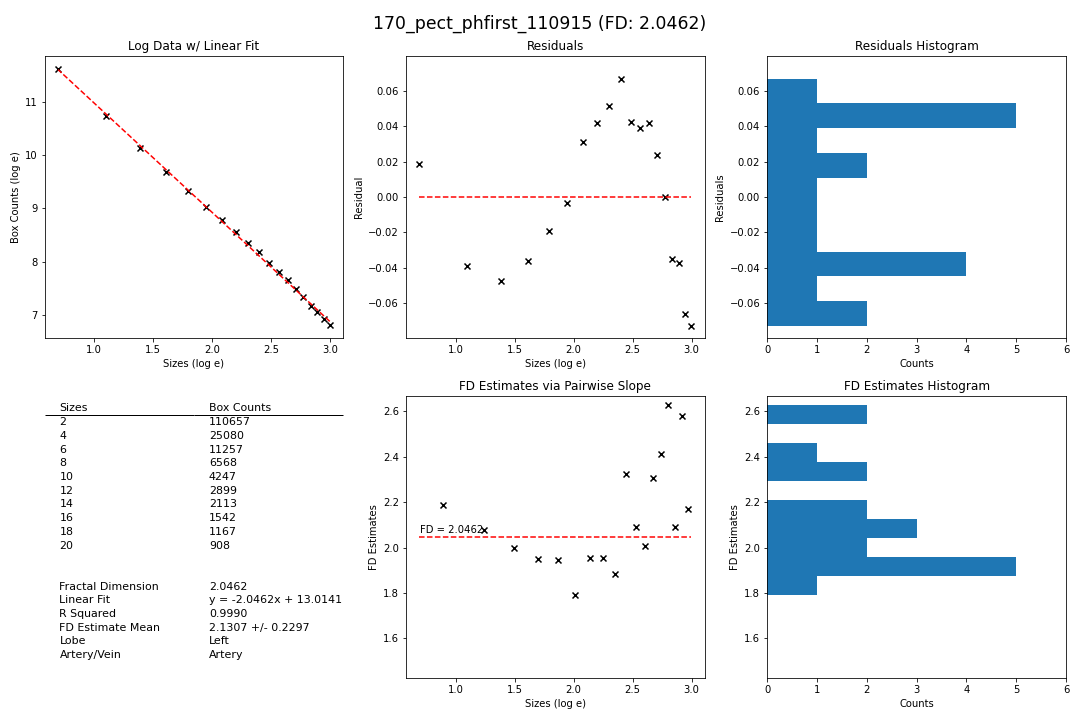 170_pect_phfirst_110915 (FD: 2.0462)
Log Data w/ Linear Fit
Box Counts (log e)
11
10
9
8
7
1.0 1.5 2.0 2.5 3.0
Sizes (log e)
Residuals
Residual
0.06
0.04
0.02
0.00
−0.02
−0.04
−0.06
1.0 1.5 2.0 2.5 3.0
Sizes (log e)
Residuals Histogram
Residuals
0.06
0.04
0.02
0.00
−0.02
−0.04
−0.06
0 1 2 3 4 5 6
Counts
Sizes Box Counts
2 110657
4 25080
6 11257
8 6568
10 4247
12 2899
14 2113
16 1542
18 1167
20 908
Fractal Dimension 2.0462
Linear Fit y = -2.0462x + 13.0141
R Squared 0.9990
FD Estimate Mean 2.1307 +/- 0.2297
Lobe Left
Artery/Vein Artery
FD Estimates via Pairwise Slope
FD Estimates
2.6
2.4
2.2
2.0
1.8
1.6
FD = 2.0462
1.0 1.5 2.0 2.5 3.0
Sizes (log e)
FD Estimates Histogram
FD Estimates
2.6
2.4
2.2
2.0
1.8
1.6
0 1 2 3 4 5 6
Counts